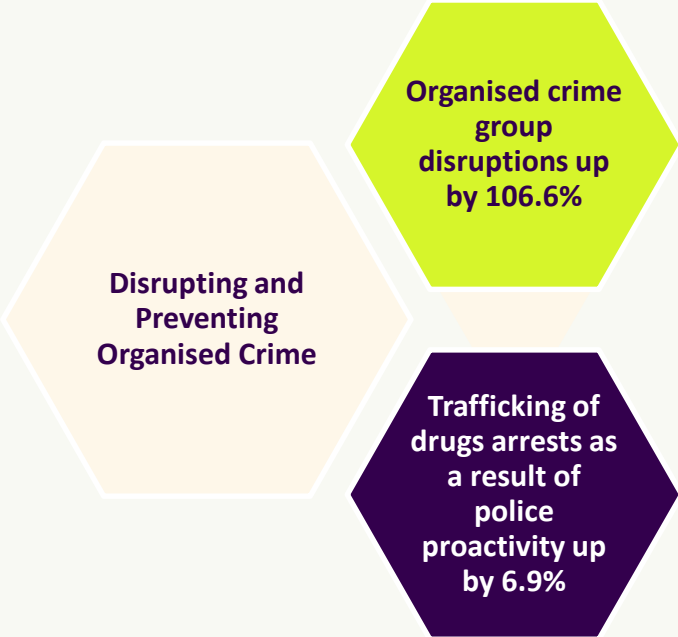 Disrupting and
Preventing
Organised Crime
Organised crime
group
disruptions up
by 106.6%
Trafficking of
drugs arrests as
a result of
police
proactivity up
by 6.9%